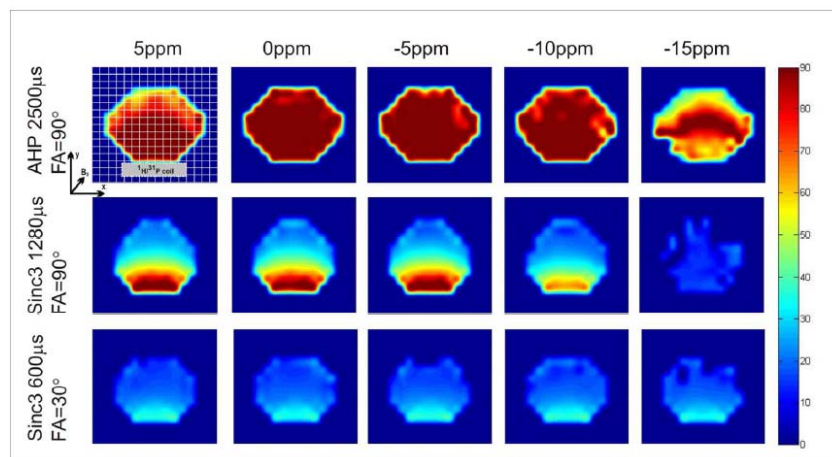 5ppm 0ppm -5ppm -10ppm -15ppm
AHP 2500µs
FA=90°
y
B₀
x
¹H/³¹P coil
Sinc3 1280µs
FA=90°
Sinc3 600µs
FA=30°
90
80
70
60
50
40
30
20
10
0